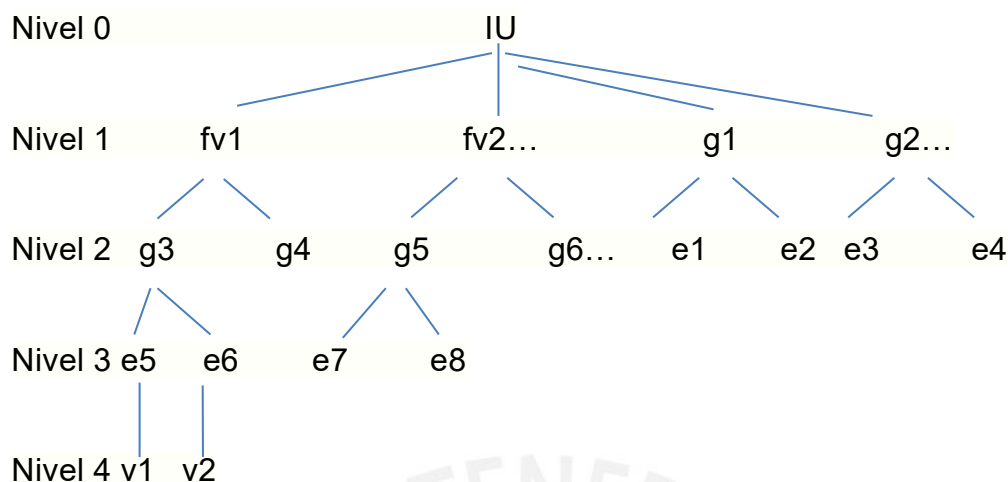 Nivel 0 IU
Nivel 1 fv1 fv2... g1 g2...
Nivel 2 g3 g4 g5 g6... e1 e2 e3 e4
Nivel 3 e5 e6 e7 e8
Nivel 4 v1 v2